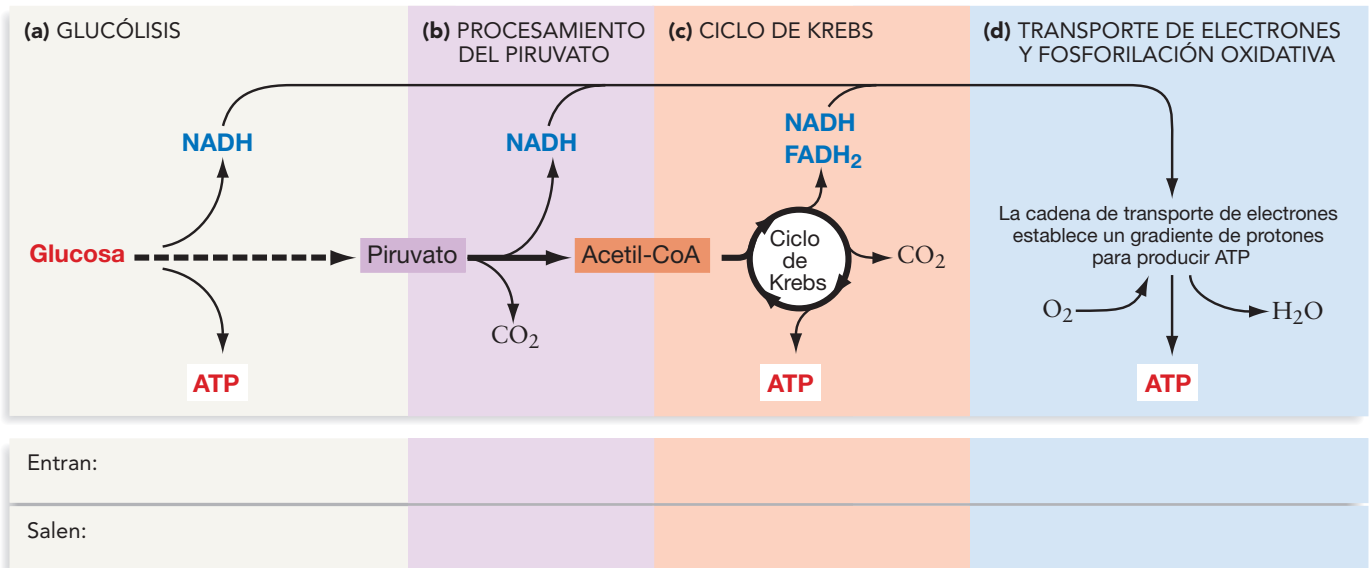 (a) GLUCÓLISIS
(b) PROCESAMIENTO
DEL PIRUVATO
(c) CICLO DE KREBS
(d) TRANSPORTE DE ELECTRONES
Y FOSFORILACIÓN OXIDATIVA
NADH
NADH
NADH
FADH₂
Glucosa
Piruvato
Acetil-CoA
Ciclo
de
Krebs
CO₂
CO₂
La cadena de transporte de electrones
establece un gradiente de protones
para producir ATP
O₂
H₂O
ATP
ATP
ATP
Entran:
Salen: